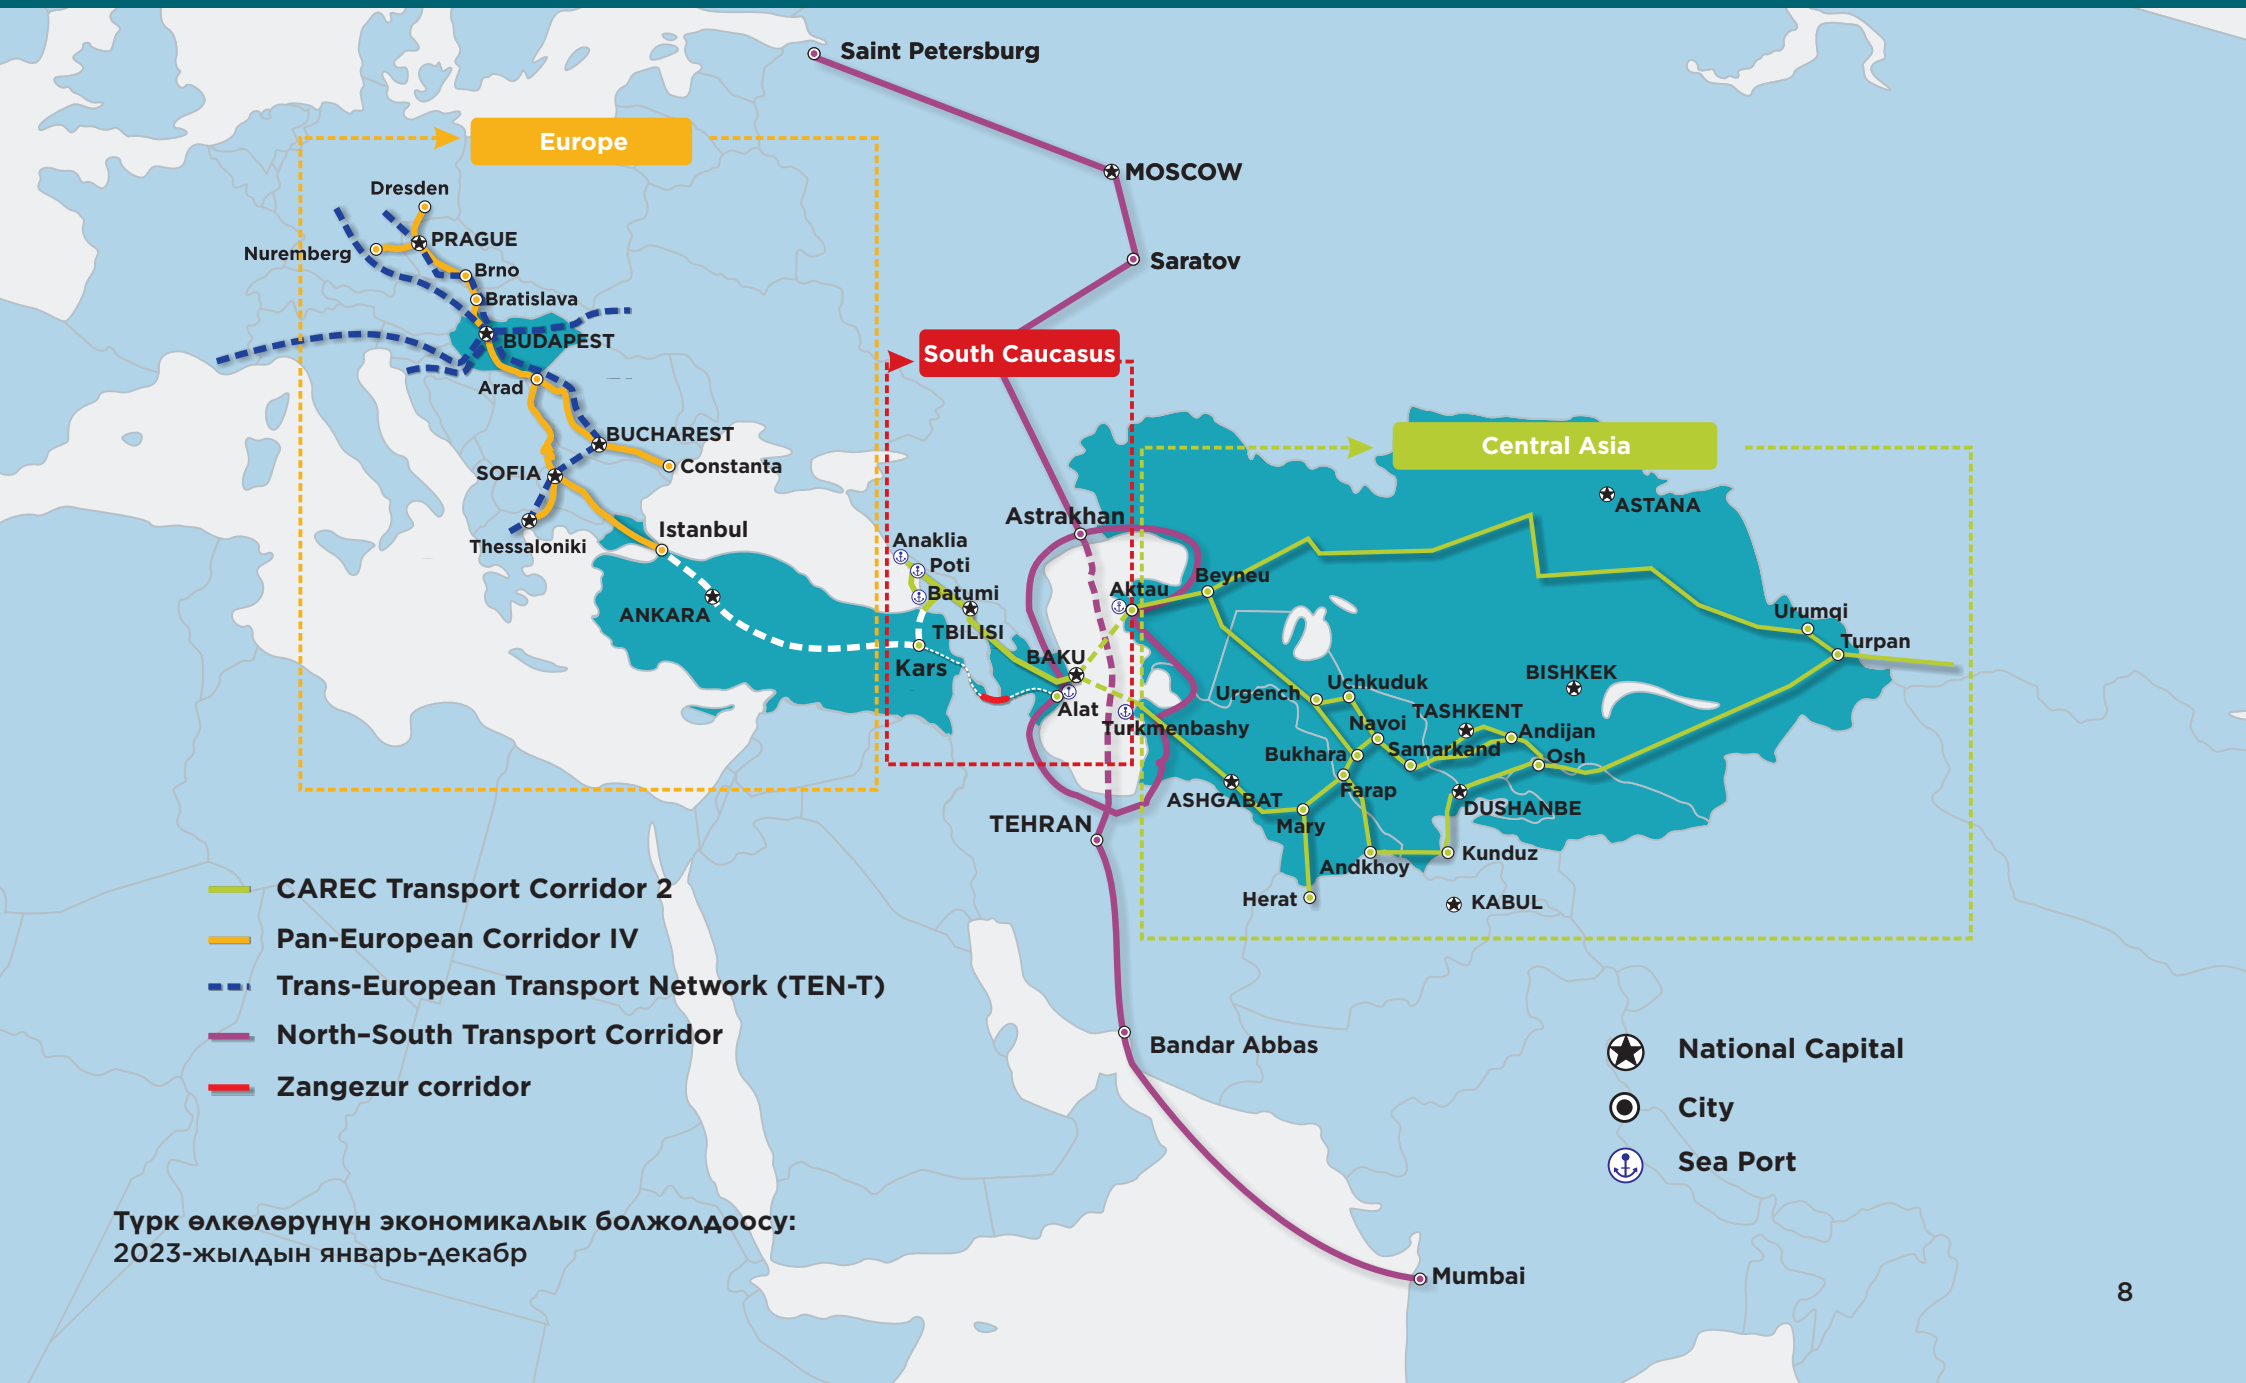 Saint Petersburg
MOSCOW
Saratov
Europe
Dresden
PRAGUE
Nuremberg
Brno
Bratislava
BUDAPEST
Arad
BUCHAREST
Constanta
SOFIA
Thessaloniki
Istanbul
ANKARA
South Caucasus
Astrakhan
Anaklia
Poti
Batumi
TBILISI
Kars
BAKU
Alat
Aktau
Turkmenbashy
TEHRAN
Central Asia
ASTANA
Beyneu
Urumqi
Turpan
BISHKEK
Urgench
Uchkuduk
Navoi
TASHKENT
Andijan
Bukhara
Samarkand
Osh
Farap
ASHGABAT
DUSHANBE
Mary
Andkhoy
Kunduz
Herat
KABUL
Bandar Abbas
Mumbai
CAREC Transport Corridor 2
Pan-European Corridor IV
Trans-European Transport Network (TEN-T)
North–South Transport Corridor
Zangezur corridor
National Capital
City
Sea Port
Түрк өлкөлөрүнүн экономикалык болжолдоосу:
2023-жылдын январь-декабр
8